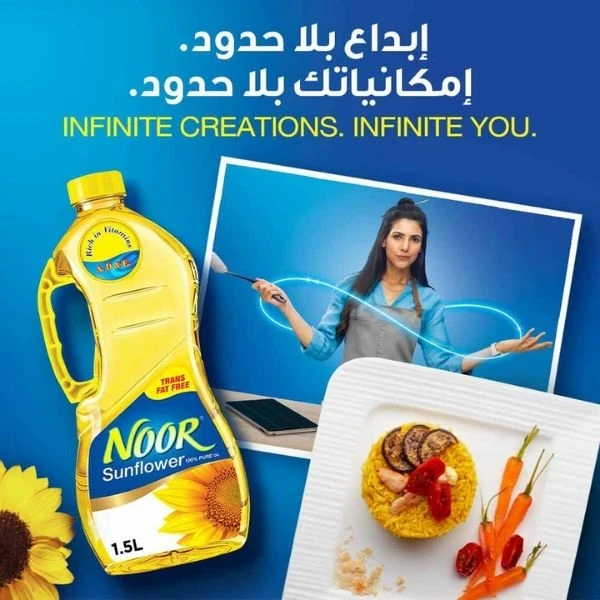 إبداع بلا حدود.
إمكانياتك بلا حدود.
INFINITE CREATIONS. INFINITE YOU.
Rich in Vitamins
A, D & E
TRANS
FAT FREE
NOOR
Sunflower 100% PURE OIL
1.5L